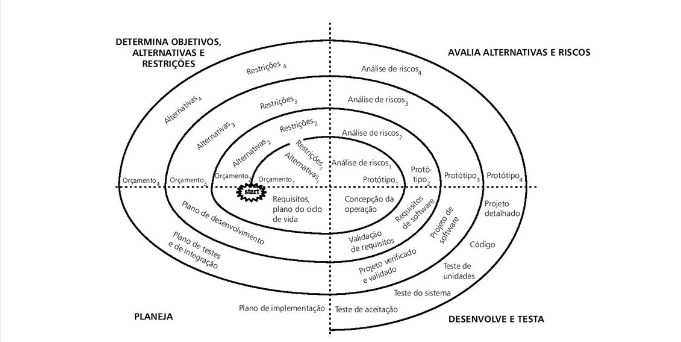 DETERMINA OBJETIVOS,
ALTERNATIVAS E
RESTRIÇÕES
AVALIA ALTERNATIVAS E RISCOS
Restrições4
Análise de riscos4
Alternativas4
Restrições3
Análise de riscos3
Alternativas3
Restrições2
Análise de riscos2
Alternativas2
Restrições1
Alternativas1
Análise de riscos1
Orçamento4
Orçamento3
Orçamento2
Orçamento1
Protótipo1
Protó-
tipo2
Protótipo3
Protótipo4
start
Requisitos,
plano do ciclo
de vida
Concepção da
operação
Requisitos
de software
Projeto de
software
Projeto
detalhado
Plano de desenvolvimento
Validação
de requisitos
Código
Plano de testes
e de integração
Projeto verificado
e validado
Teste de
unidades
Teste do sistema
Plano de implementação
Teste de aceitação
PLANEJA
DESENVOLVE E TESTA